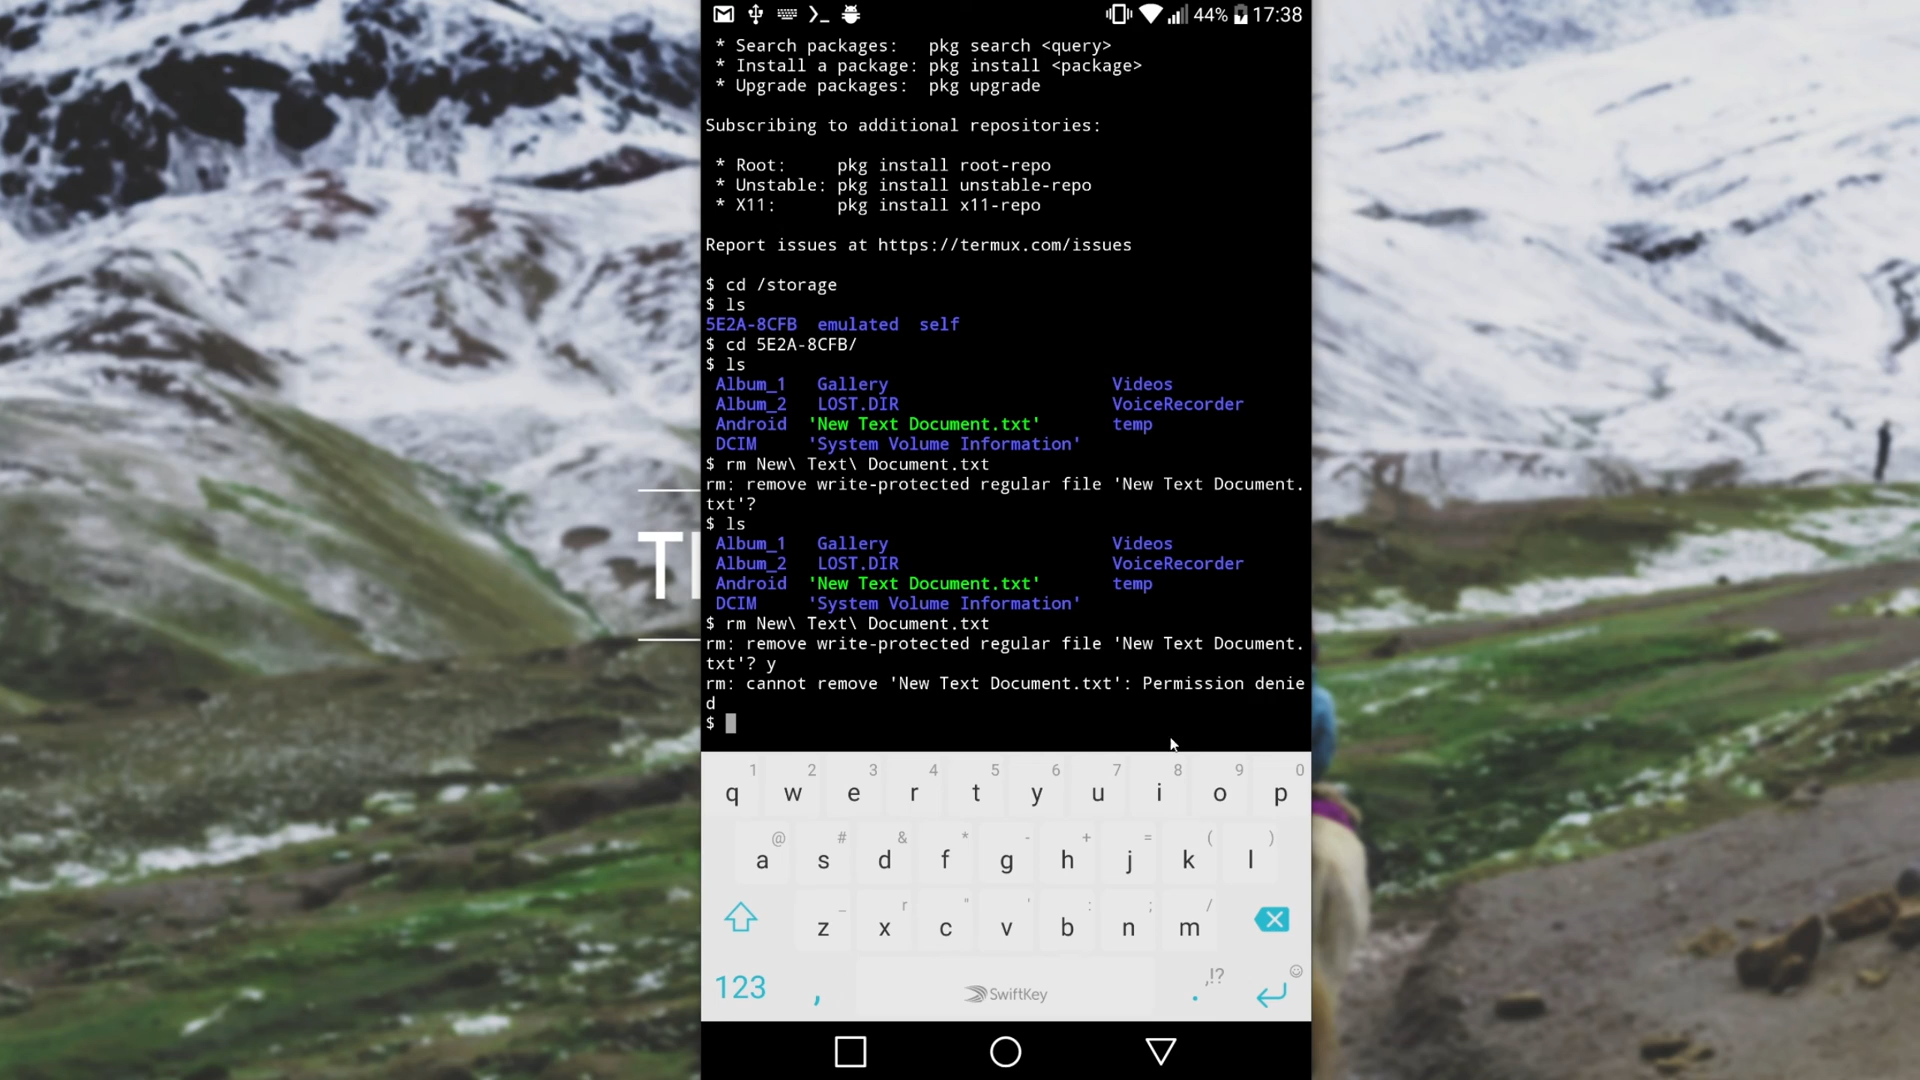 44% 17:38
* Search packages: pkg search <query>
* Install a package: pkg install <package>
* Upgrade packages: pkg upgrade
Subscribing to additional repositories:
* Root: pkg install root-repo
* Unstable: pkg install unstable-repo
* X11: pkg install x11-repo
Report issues at https://termux.com/issues
$ cd /storage
$ ls
5E2A-8CFB emulated self
$ cd 5E2A-8CFB/
$ ls
Album_1 Gallery Videos
Album_2 LOST.DIR VoiceRecorder
Android 'New Text Document.txt' temp
DCIM 'System Volume Information'
$ rm New\ Text\ Document.txt
rm: remove write-protected regular file 'New Text Document.
txt'?
$ ls
Album_1 Gallery Videos
Album_2 LOST.DIR VoiceRecorder
Android 'New Text Document.txt' temp
DCIM 'System Volume Information'
$ rm New\ Text\ Document.txt
rm: remove write-protected regular file 'New Text Document.
txt'? y
rm: cannot remove 'New Text Document.txt': Permission denie
d
$
1 2 3 4 5 6 7 8 9 0
q w e r t y u i o p
@ # & * - + = ( )
a s d f g h j k l
_ r " ' : ; /
z x c v b n m
123 , SwiftKey . ,!?